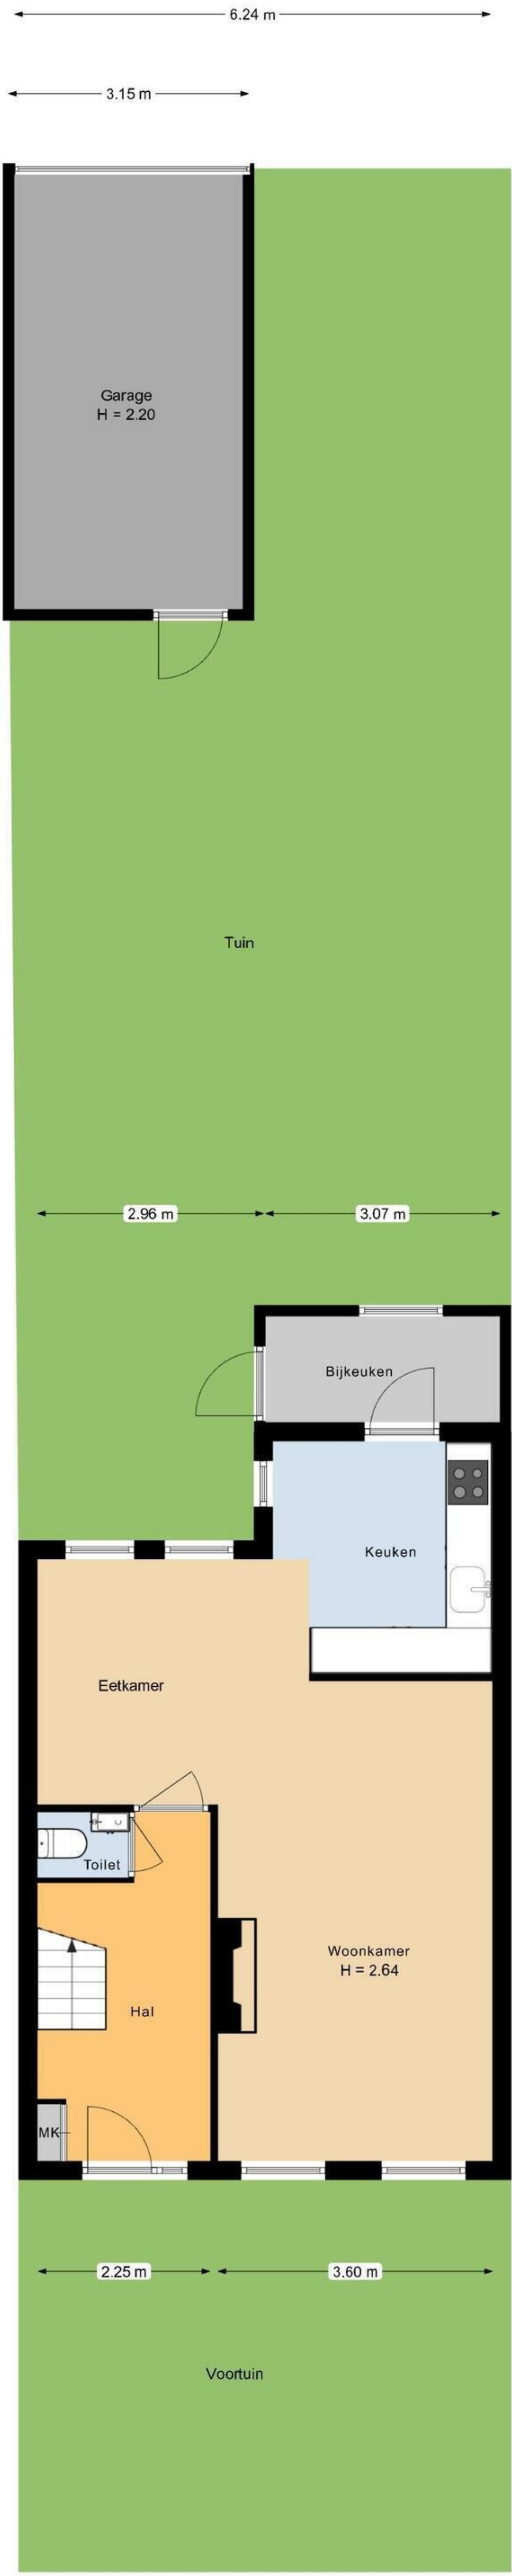 6.24 m
3.15 m
Garage
H = 2.20
Tuin
2.96 m
3.07 m
Bijkeuken
Keuken
Eetkamer
Toilet
Woonkamer
H = 2.64
Hal
MK
2.25 m
3.60 m
Voortuin